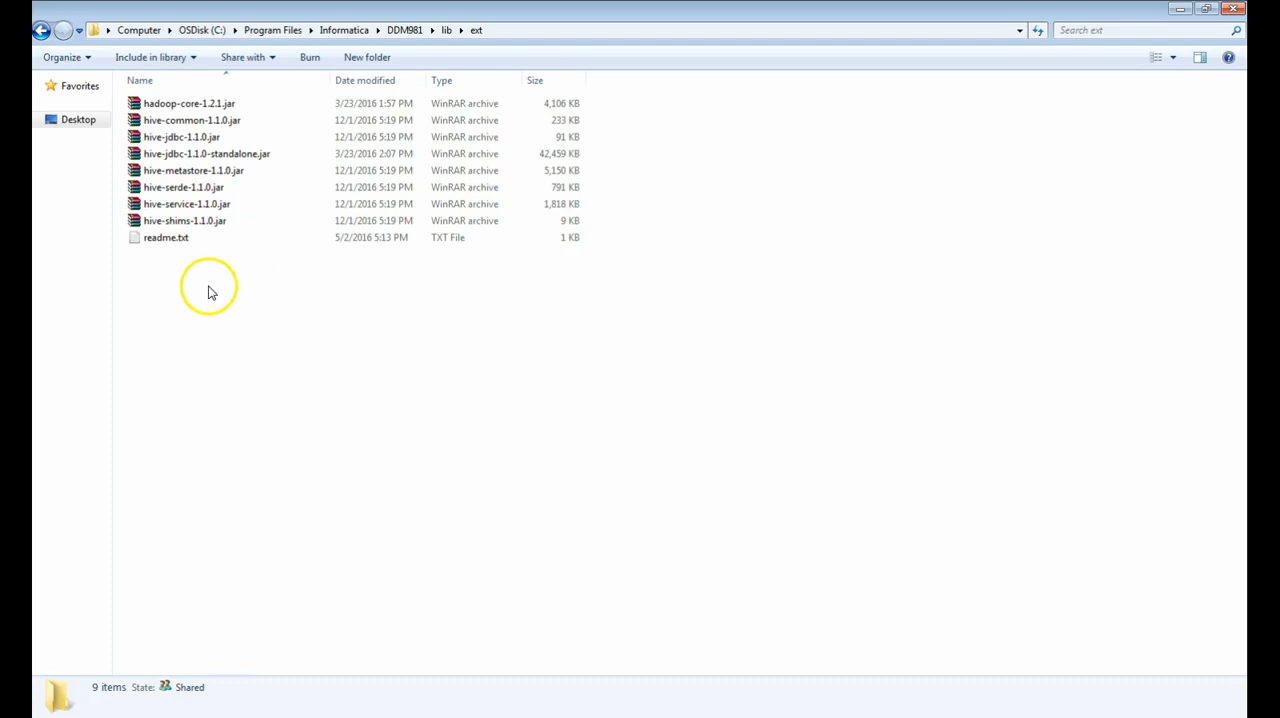 Computer OSDisk (C:) Program Files Informatica DDM981 lib ext Search ext
Organize Include in library Share with Burn New folder
Favorites
Desktop
Name Date modified Type Size
hadoop-core-1.2.1.jar 3/23/2016 1:57 PM WinRAR archive 4,106 KB
hive-common-1.1.0.jar 12/1/2016 5:19 PM WinRAR archive 233 KB
hive-jdbc-1.1.0.jar 12/1/2016 5:19 PM WinRAR archive 91 KB
hive-jdbc-1.1.0-standalone.jar 3/23/2016 2:07 PM WinRAR archive 42,459 KB
hive-metastore-1.1.0.jar 12/1/2016 5:19 PM WinRAR archive 5,150 KB
hive-serde-1.1.0.jar 12/1/2016 5:19 PM WinRAR archive 791 KB
hive-service-1.1.0.jar 12/1/2016 5:19 PM WinRAR archive 1,818 KB
hive-shims-1.1.0.jar 12/1/2016 5:19 PM WinRAR archive 9 KB
readme.txt 5/2/2016 5:13 PM TXT File 1 KB
9 items State: Shared